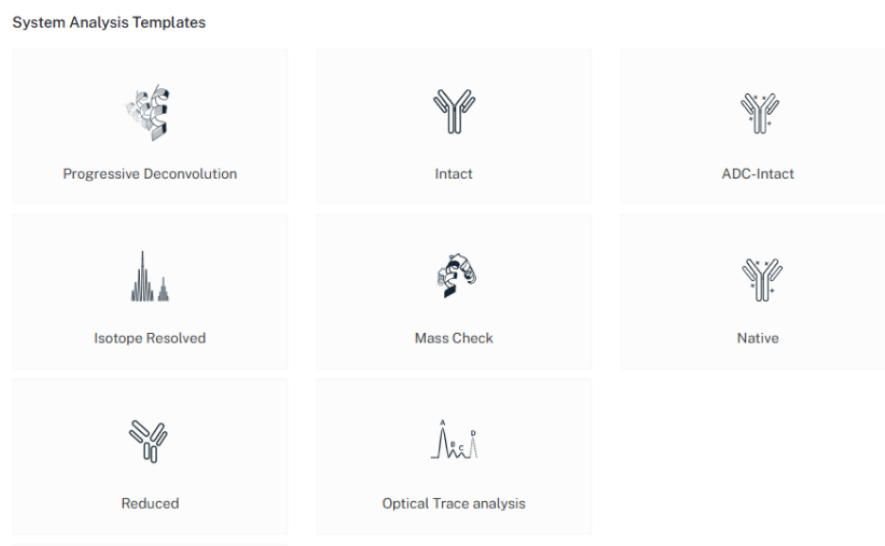 System Analysis Templates
Progressive Deconvolution
Intact
ADC-Intact
Isotope Resolved
Mass Check
Native
A
B
C
D
Reduced
Optical Trace analysis